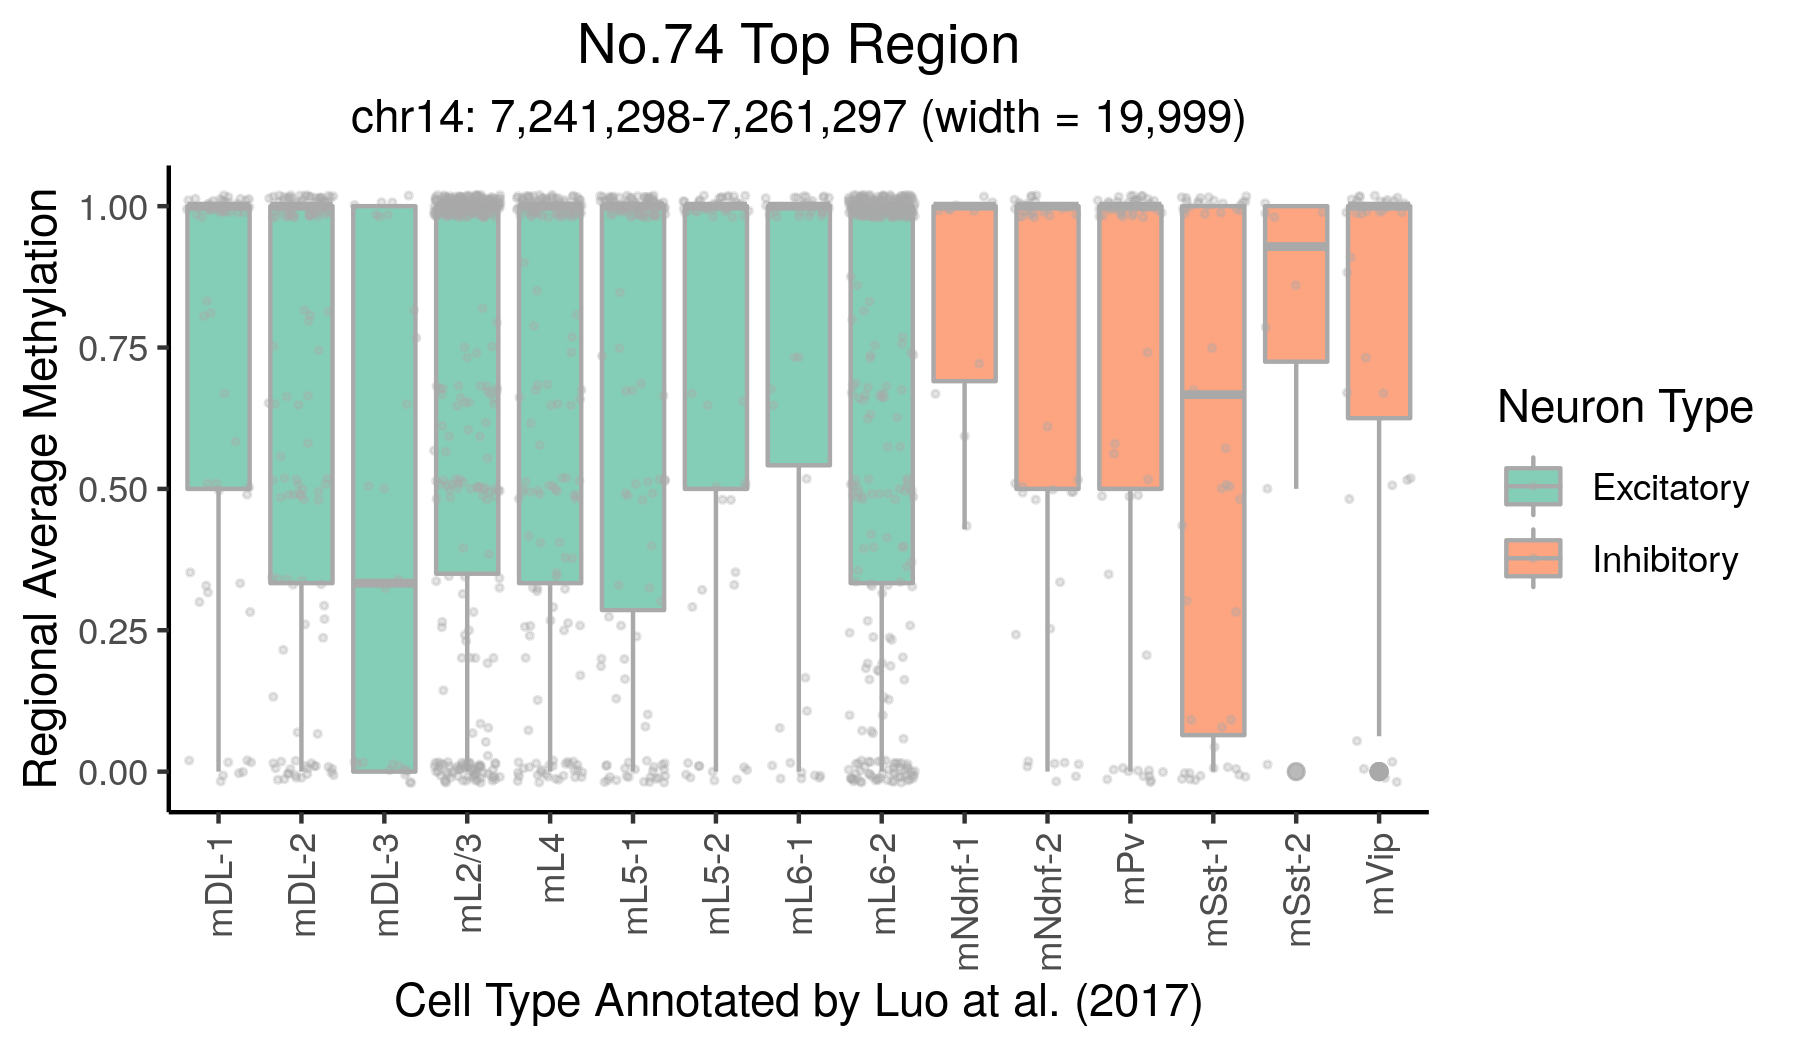 No.74 Top Region
chr14: 7,241,298-7,261,297 (width = 19,999)
Regional Average Methylation
1.00
0.75
0.50
0.25
0.00
mDL-1
mDL-2
mDL-3
mL2/3
mL4
mL5-1
mL5-2
mL6-1
mL6-2
mNdnf-1
mNdnf-2
mPv
mSst-1
mSst-2
mVip
Cell Type Annotated by Luo at al. (2017)
Neuron Type
Excitatory
Inhibitory